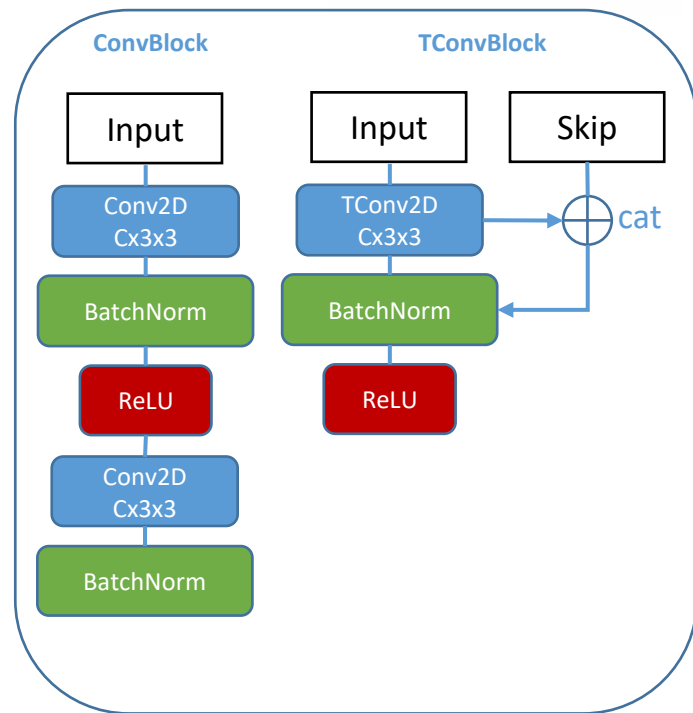 ConvBlock
Input
Conv2D
Cx3x3
BatchNorm
ReLU
Conv2D
Cx3x3
BatchNorm
TConvBlock
Input
Skip
TConv2D
Cx3x3
cat
BatchNorm
ReLU